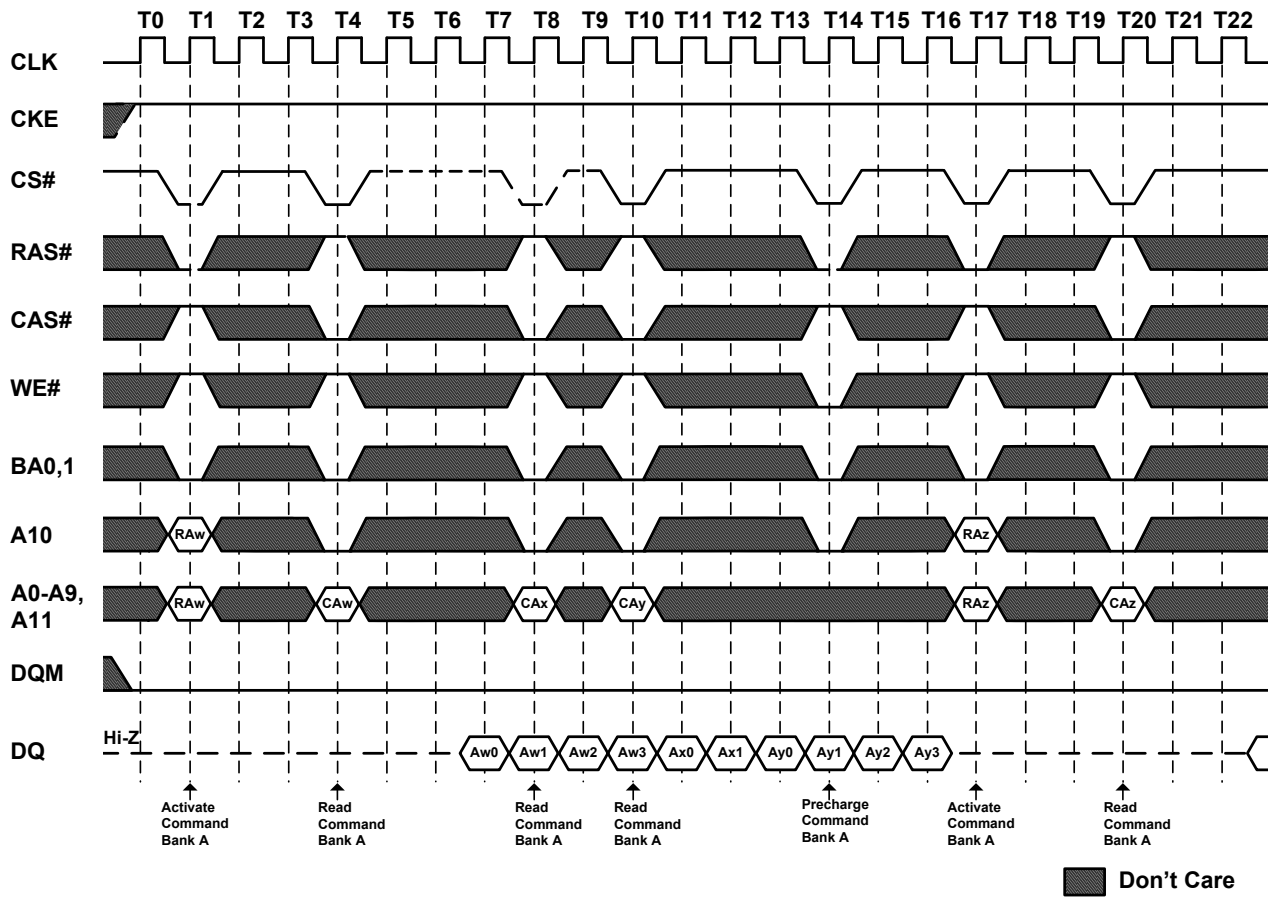 T0 T1 T2 T3 T4 T5 T6 T7 T8 T9 T10 T11 T12 T13 T14 T15 T16 T17 T18 T19 T20 T21 T22
CLK
CKE
CS#
RAS#
CAS#
WE#
BA0,1
A10
RAw RAz
A0-A9,
A11
RAw CAw CAx CAy RAz CAz
DQM
DQ
Hi-Z
Aw0 Aw1 Aw2 Aw3 Ax0 Ax1 Ay0 Ay1 Ay2 Ay3
Activate
Command
Bank A
Read
Command
Bank A
Read
Command
Bank A
Read
Command
Bank A
Precharge
Command
Bank A
Activate
Command
Bank A
Read
Command
Bank A
Don't Care